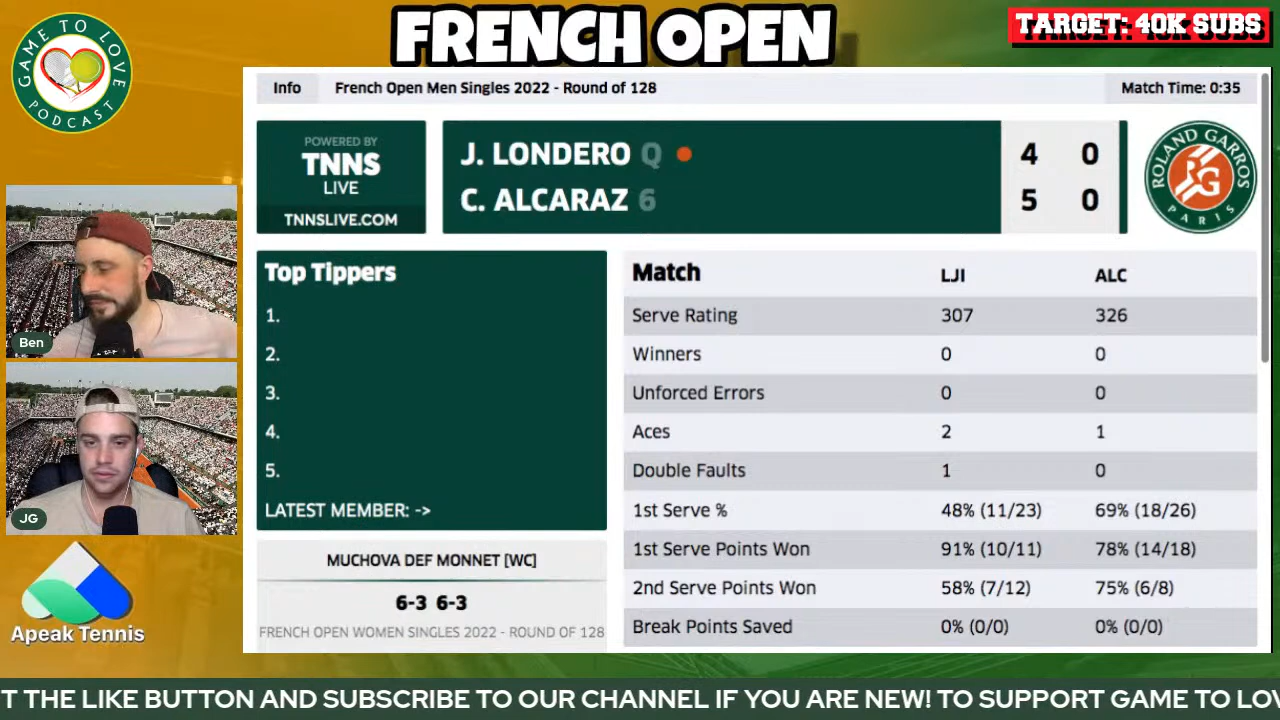 GAME TO LOVE PODCAST
FRENCH OPEN
TARGET: 40K SUBS
Info French Open Men Singles 2022 - Round of 128 Match Time: 0:35
POWERED BY
TNNS
LIVE
TNNSLIVE.COM
J. LONDERO Q 4 0
C. ALCARAZ 6 5 0
ROLAND GARROS
RG
PARIS
Top Tippers
1.
2.
3.
4.
5.
LATEST MEMBER: ->
MUCHOVA DEF MONNET [WC]
6-3 6-3
FRENCH OPEN WOMEN SINGLES 2022 - ROUND OF 128
Match LJI ALC
Serve Rating 307 326
Winners 0 0
Unforced Errors 0 0
Aces 2 1
Double Faults 1 0
1st Serve % 48% (11/23) 69% (18/26)
1st Serve Points Won 91% (10/11) 78% (14/18)
2nd Serve Points Won 58% (7/12) 75% (6/8)
Break Points Saved 0% (0/0) 0% (0/0)
Ben
JG
Apeak Tennis
T THE LIKE BUTTON AND SUBSCRIBE TO OUR CHANNEL IF YOU ARE NEW! TO SUPPORT GAME TO LOV